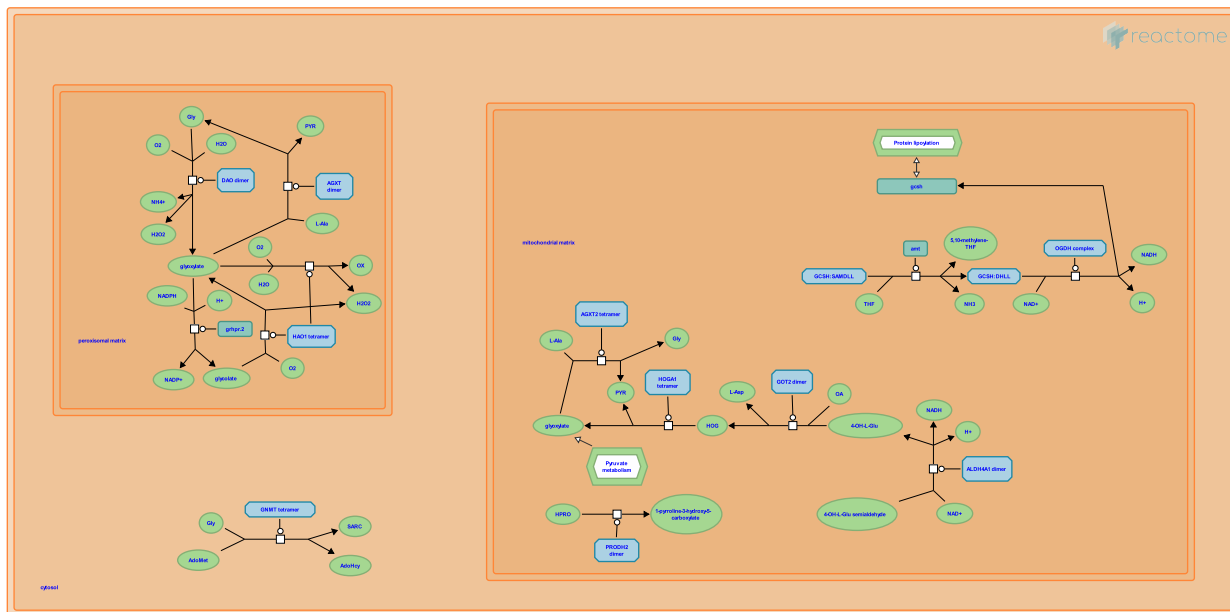 reactome
Gly
PYR
O2
H2O
DAO dimer
AGXT
dimer
NH4+
L-Ala
H2O2
O2
glyoxylate
OX
H2O
NADPH
H+
H2O2
grhpr.2
HAO1 tetramer
peroxisomal matrix
O2
NADP+
glycolate
Protein lipoylation
gcsh
mitochondrial matrix
amt
5,10-methylene-
THF
OGDH complex
NADH
GCSH:SAMDLL
GCSH:DHLL
THF
NH3
NAD+
H+
AGXT2 tetramer
L-Ala
Gly
HOGA1
tetramer
GOT2 dimer
PYR
L-Asp
OA
NADH
glyoxylate
HOG
4-OH-L-Glu
H+
Pyruvate
metabolism
ALDH4A1 dimer
HPRO
1-pyrroline-3-hydroxy-5-
carboxylate
4-OH-L-Glu semialdehyde
NAD+
PRODH2
dimer
GNMT tetramer
Gly
SARC
AdoMet
AdoHcy
cytosol